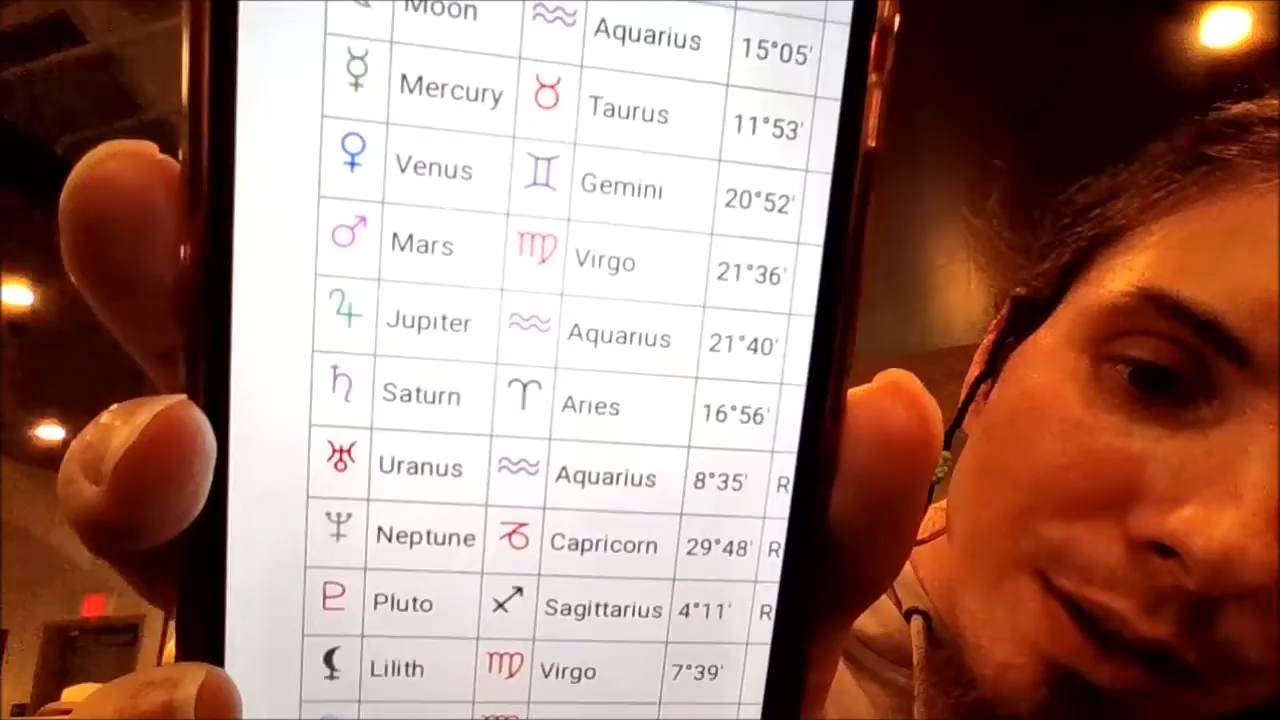 Moon Aquarius 15°05'
Mercury Taurus 11°53'
Venus Gemini 20°52'
Mars Virgo 21°36'
Jupiter Aquarius 21°40'
Saturn Aries 16°56'
Uranus Aquarius 8°35' R
Neptune Capricorn 29°48' R
Pluto Sagittarius 4°11' R
Lilith Virgo 7°39'